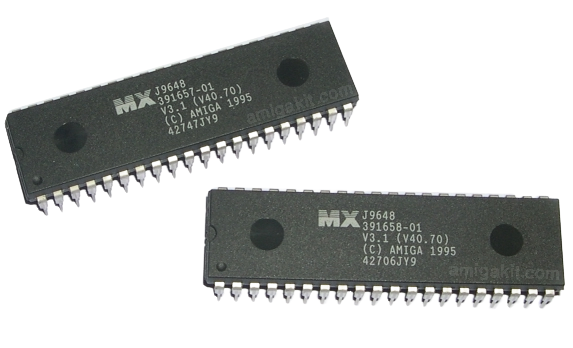 MX J9648
391657-01
V3.1 (V40.70)
(C) AMIGA 1995
42747JY9
amigakit.com
MX J9648
391658-01
V3.1 (V40.70)
(C) AMIGA 1995
42706JY9
amigakit.com